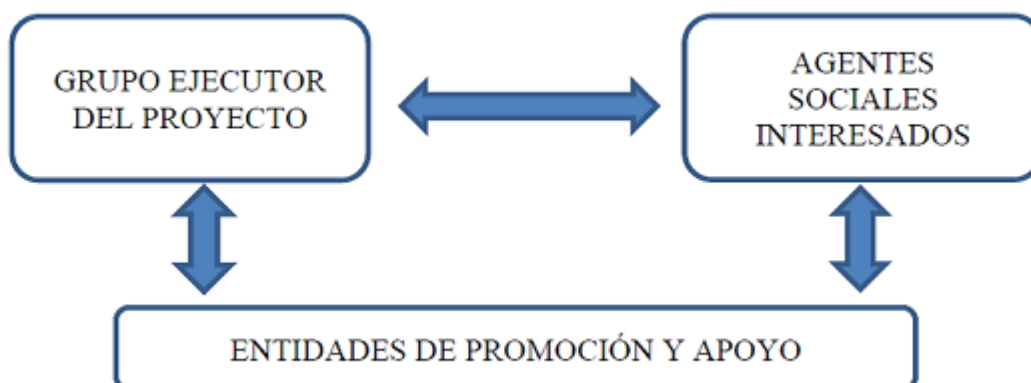 GRUPO EJECUTOR
DEL PROYECTO
AGENTES
SOCIALES
INTERESADOS
ENTIDADES DE PROMOCIÓN Y APOYO